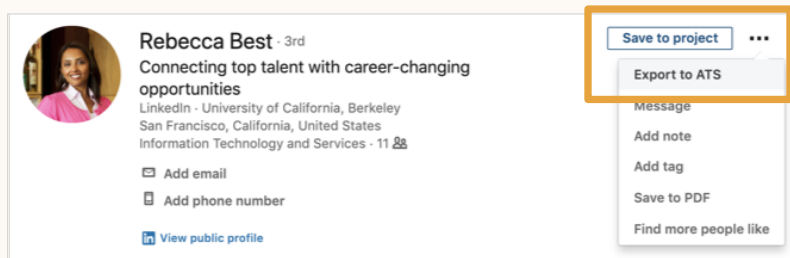 Rebecca Best · 3rd
Connecting top talent with career-changing
opportunities
LinkedIn · University of California, Berkeley
San Francisco, California, United States
Information Technology and Services · 11
Add email
Add phone number
in View public profile
Save to project
Export to ATS
Message
Add note
Add tag
Save to PDF
Find more people like